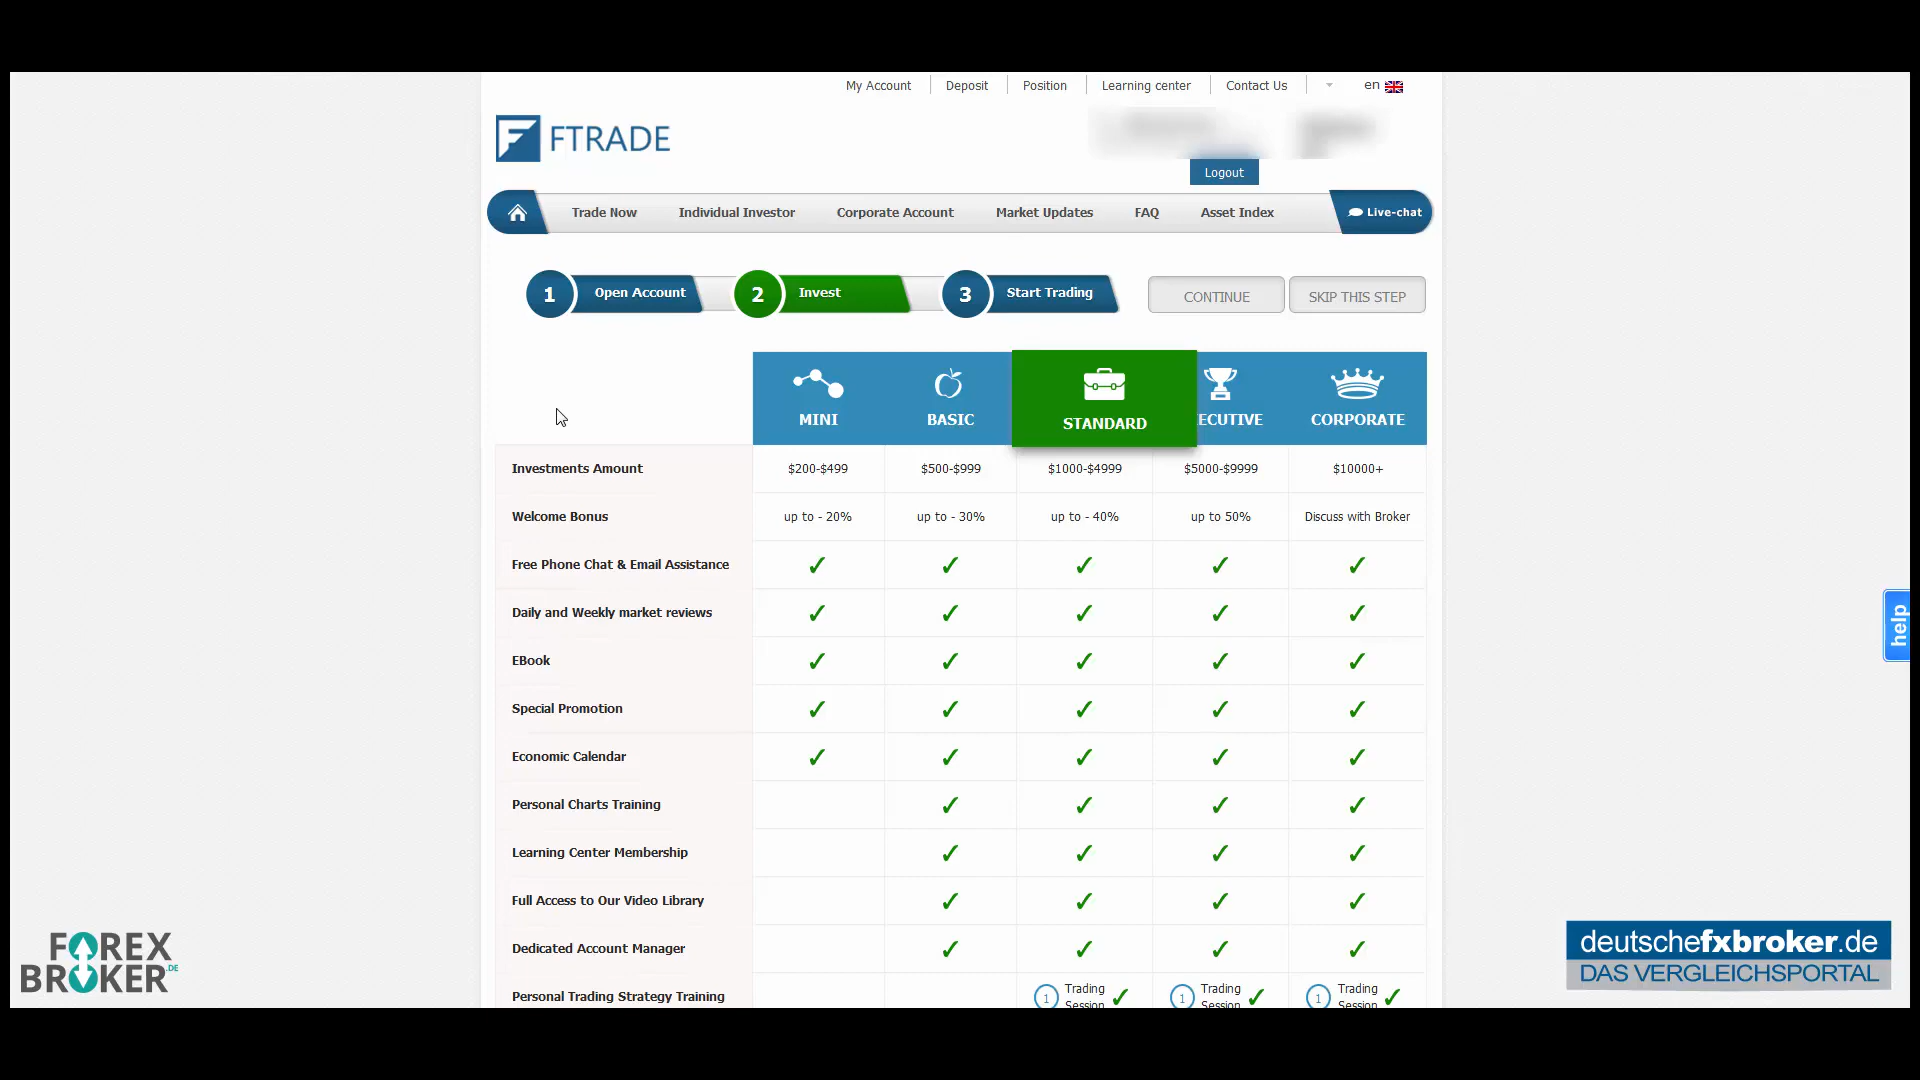 My Account Deposit Position Learning center Contact Us en
FTRADE
Logout
Trade Now Individual Investor Corporate Account Market Updates FAQ Asset Index Live-chat
1 Open Account 2 Invest 3 Start Trading CONTINUE SKIP THIS STEP
MINI BASIC STANDARD ECUTIVE CORPORATE
Investments Amount $200-$499 $500-$999 $1000-$4999 $5000-$9999 $10000+
Welcome Bonus up to - 20% up to - 30% up to - 40% up to 50% Discuss with Broker
Free Phone Chat & Email Assistance ✓ ✓ ✓ ✓ ✓
Daily and Weekly market reviews ✓ ✓ ✓ ✓ ✓
help
EBook ✓ ✓ ✓ ✓ ✓
Special Promotion ✓ ✓ ✓ ✓ ✓
Economic Calendar ✓ ✓ ✓ ✓ ✓
Personal Charts Training ✓ ✓ ✓ ✓
Learning Center Membership ✓ ✓ ✓ ✓
Full Access to Our Video Library ✓ ✓ ✓ ✓
Dedicated Account Manager ✓ ✓ ✓ ✓
Personal Trading Strategy Training 1 Trading Session ✓ 1 Trading Session ✓ 1 Trading Session ✓
FOREX
BROKER.DE
deutschefxbroker.de
DAS VERGLEICHSPORTAL